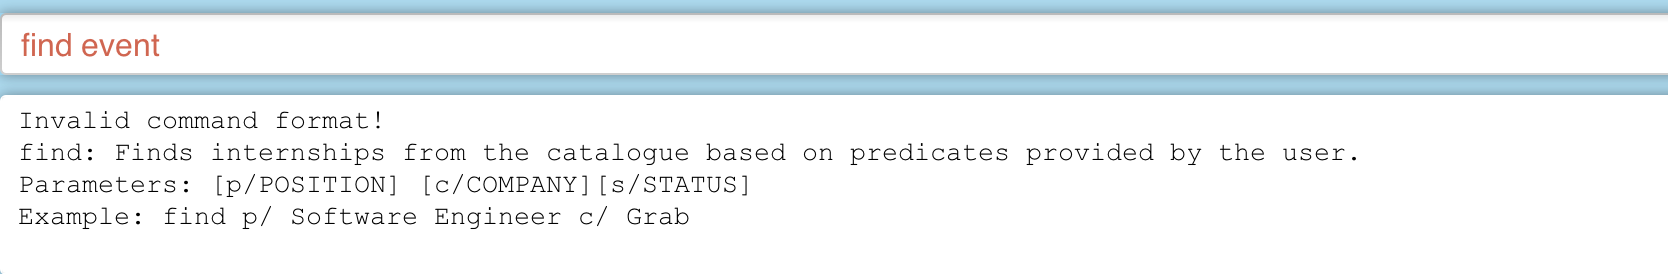 find event
Invalid command format!
find: Finds internships from the catalogue based on predicates provided by the user.
Parameters: [p/POSITION] [c/COMPANY][s/STATUS]
Example: find p/ Software Engineer c/ Grab